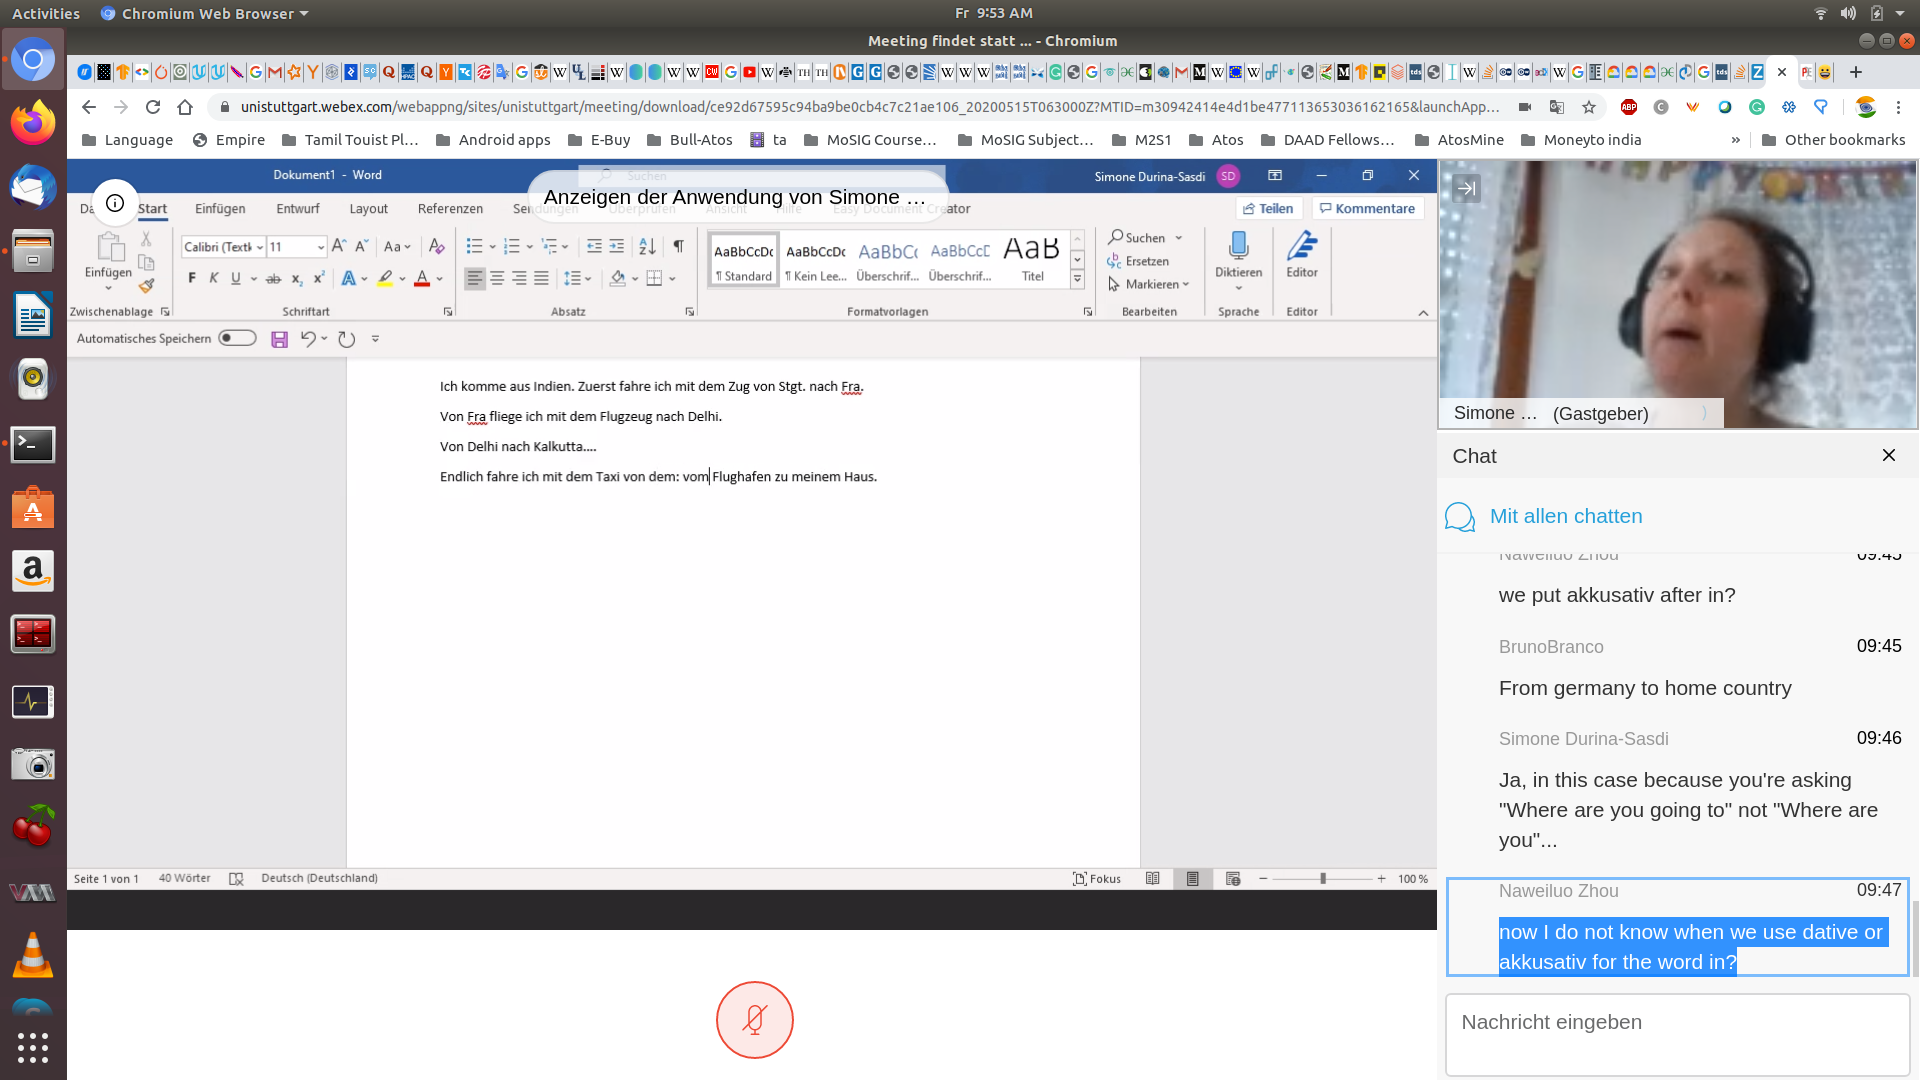 Activities
Chromium Web Browser
Fr 9:53 AM
Meeting findet statt ... - Chromium
unistuttgart.webex.com/webappng/sites/unistuttgart/meeting/download/ce92d67595c94ba9be0cb4c7c21ae106_20200515T063000Z?MTID=m30942414e4d1be477113653036162165&launchApp...
Language
Empire
Tamil Touist Pl...
Android apps
E-Buy
Bull-Atos
ta
MoSIG Course...
MoSIG Subject...
M2S1
Atos
DAAD Fellows...
AtosMine
Moneyto india
»
Other bookmarks
Dokument1 - Word
Suchen
Simone Durina-Sasdi
SD
Anzeigen der Anwendung von Simone ...
Start
Einfügen
Entwurf
Layout
Referenzen
Überprüfen
Ansicht
Hilfe
Easy Document Creator
Teilen
Kommentare
Einfügen
Calibri (Textk
11
F K U ab x₂ x²
AaBbCcDc
AaBbCcDc
AaBbCc
AaBbCcD
AaB
¶ Standard
¶ Kein Lee...
Überschrif...
Überschrif...
Titel
Suchen
Ersetzen
Markieren
Diktieren
Editor
Zwischenablage
Schriftart
Absatz
Formatvorlagen
Bearbeiten
Sprache
Editor
Automatisches Speichern
Ich komme aus Indien. Zuerst fahre ich mit dem Zug von Stgt. nach Fra.
Von Fra fliege ich mit dem Flugzeug nach Delhi.
Von Delhi nach Kalkutta....
Endlich fahre ich mit dem Taxi von dem: vom Flughafen zu meinem Haus.
Seite 1 von 1
40 Wörter
Deutsch (Deutschland)
Fokus
100 %
Simone ... (Gastgeber)
Chat
Mit allen chatten
Naweiluo Zhou 09:45
we put akkusativ after in?
BrunoBranco 09:45
From germany to home country
Simone Durina-Sasdi 09:46
Ja, in this case because you're asking
"Where are you going to" not "Where are
you"...
Naweiluo Zhou 09:47
now I do not know when we use dative or
akkusativ for the word in?
Nachricht eingeben